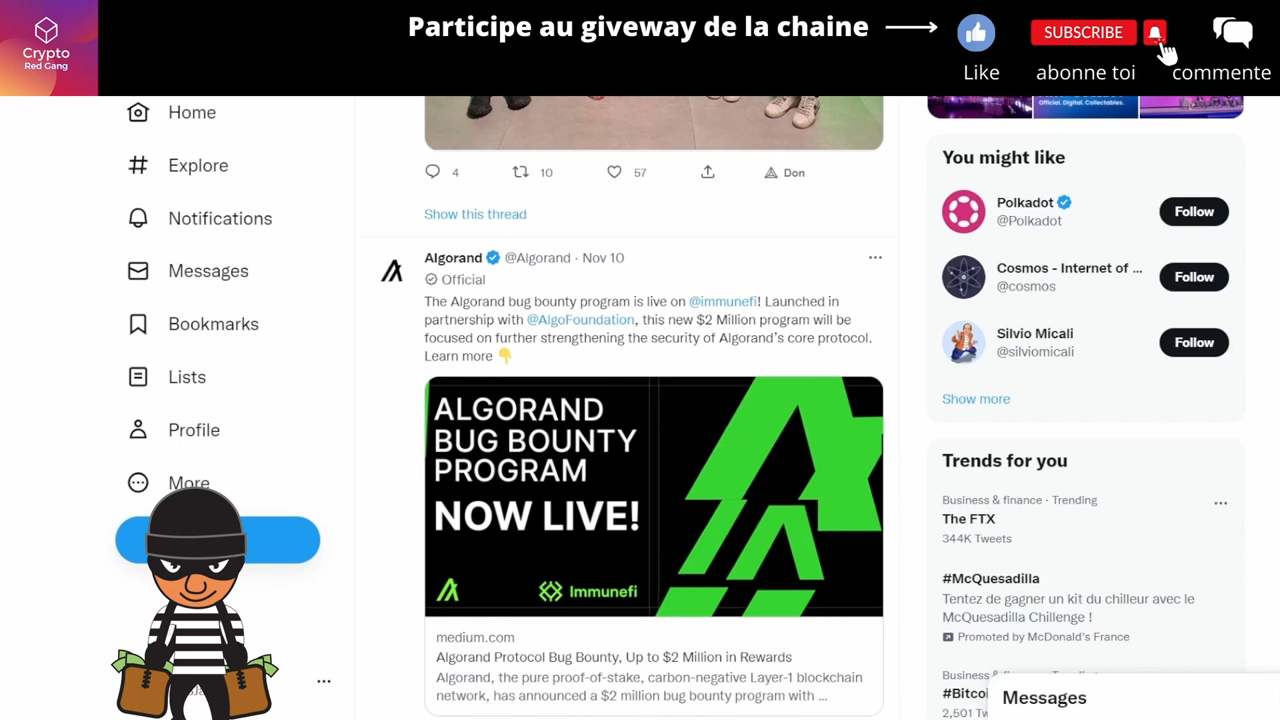 Participe au giveway de la chaine
Crypto
Red Gang
SUBSCRIBE
Like
abonne toi
commente
Home
Explore
Notifications
Messages
Bookmarks
Lists
Profile
More
4
10
57
Don
Show this thread
Algorand @Algorand · Nov 10
Official
The Algorand bug bounty program is live on @immunefi! Launched in
partnership with @AlgoFoundation, this new $2 Million program will be
focused on further strengthening the security of Algorand's core protocol.
Learn more 👇
ALGORAND
BUG BOUNTY
PROGRAM
NOW LIVE!
Immunefi
medium.com
Algorand Protocol Bug Bounty, Up to $2 Million in Rewards
Algorand, the pure proof-of-stake, carbon-negative Layer-1 blockchain
network, has announced a $2 million bug bounty program with ...
Official. Digital. Collectables.
You might like
Polkadot
@Polkadot
Follow
Cosmos - Internet of ...
@cosmos
Follow
Silvio Micali
@silviomicali
Follow
Show more
Trends for you
Business & finance · Trending
The FTX
344K Tweets
#McQuesadilla
Tentez de gagner un kit du chilleur avec le
McQuesadilla Chillenge !
Promoted by McDonald's France
#Bitcoi
2,501 Tw
Messages